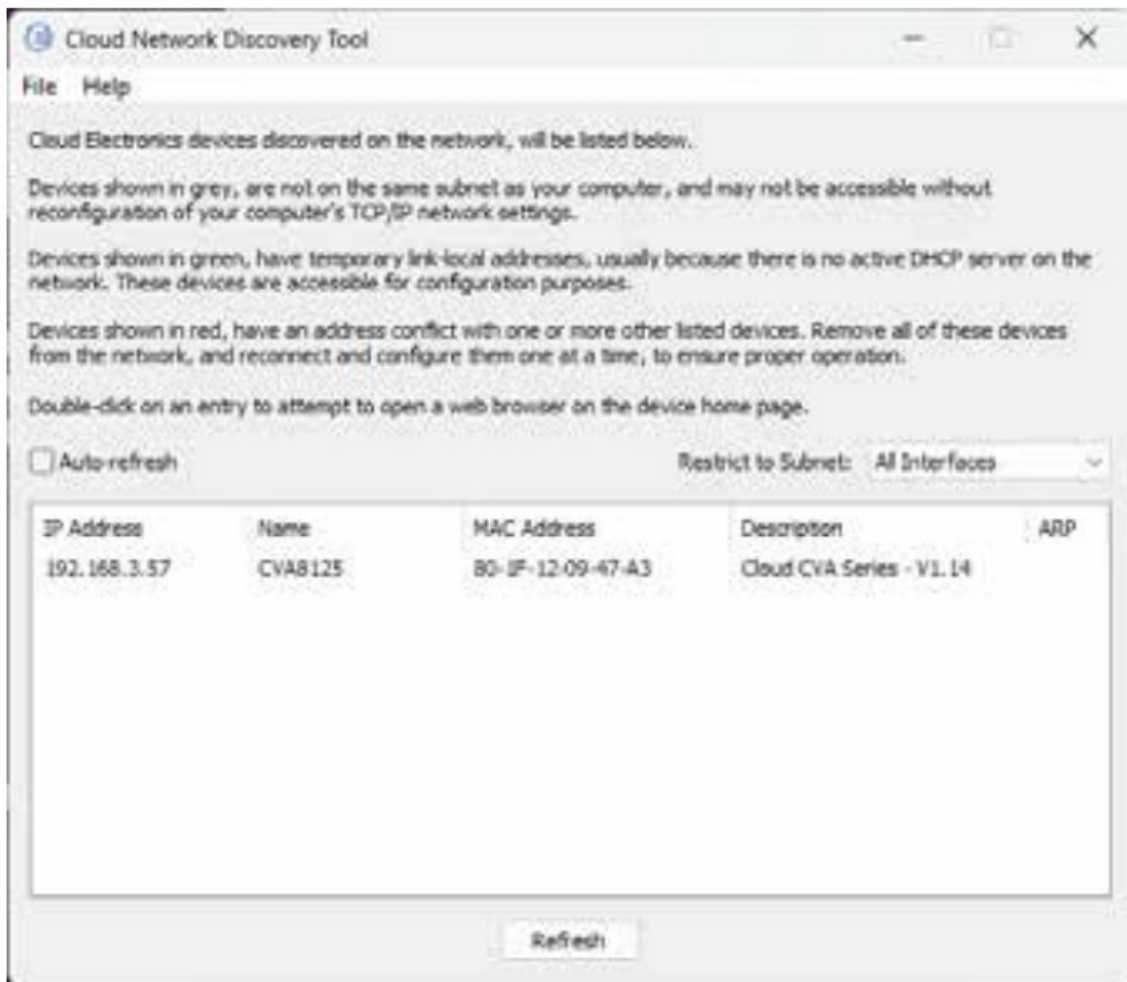 Cloud Network Discovery Tool
File Help
Cloud Electronics devices discovered on the network, will be listed below.
Devices shown in grey, are not on the same subnet as your computer, and may not be accessible without
reconfiguration of your computer's TCP/IP network settings.
Devices shown in green, have temporary link-local addresses, usually because there is no active DHCP server on the
network. These devices are accessible for configuration purposes.
Devices shown in red, have an address conflict with one or more other listed devices. Remove all of these devices
from the network, and reconnect and configure them one at a time, to ensure proper operation.
Double-click on an entry to attempt to open a web browser on the device home page.
Auto-refresh Restrict to Subnet: All Interfaces
IP Address Name MAC Address Description ARP
192.168.3.57 CVA8125 80-1F-12-09-47-A3 Cloud CVA Series - V1.14
Refresh